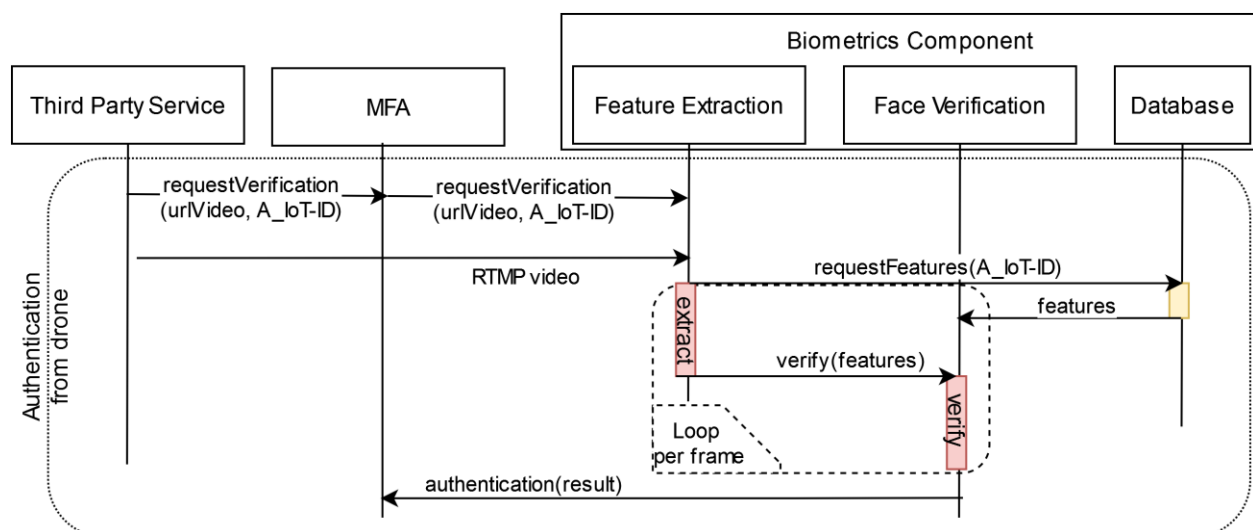 Biometrics Component
Third Party Service
MFA
Feature Extraction
Face Verification
Database
requestVerification
(urlVideo, A_IoT-ID)
requestVerification
(urlVideo, A_IoT-ID)
RTMP video
requestFeatures(A_IoT-ID)
features
extract
verify(features)
verify
Loop
per frame
authentication(result)
Authentication
from drone